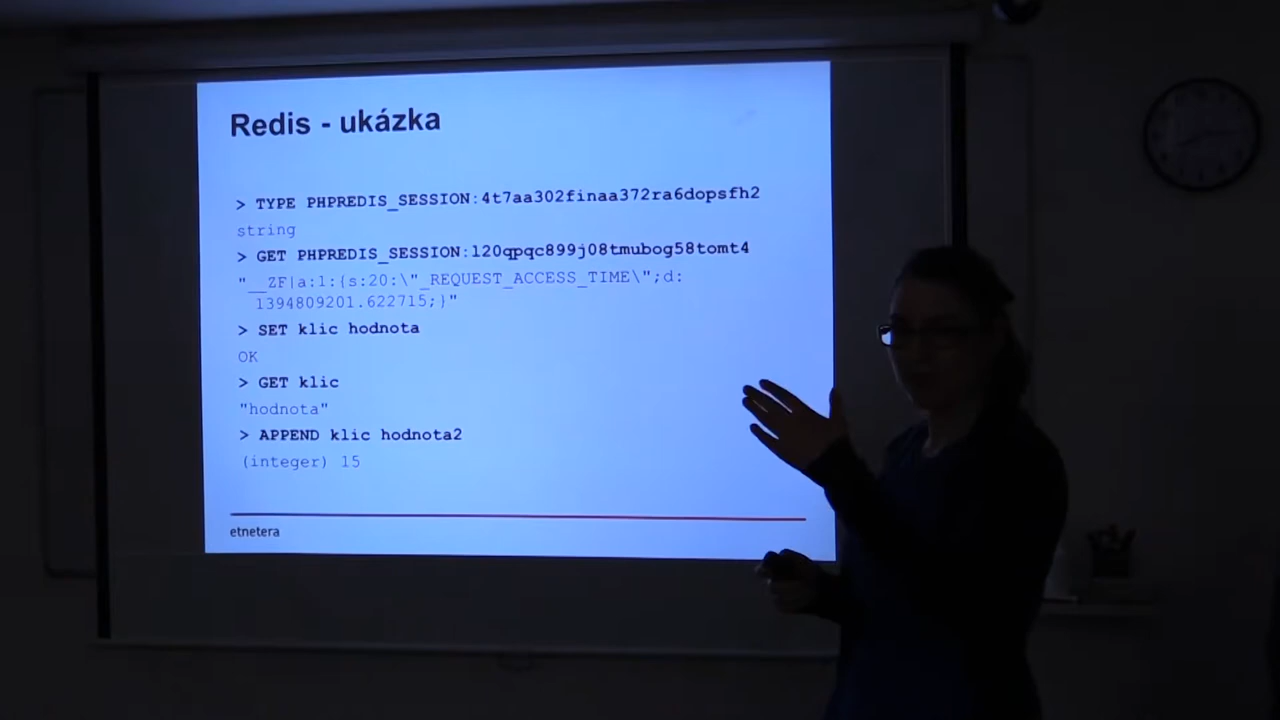 Redis - ukázka
> TYPE PHPREDIS_SESSION:4t7aa302finaa372ra6dopsfh2
string
> GET PHPREDIS_SESSION:120qpqc899j08tmubog58tomt4
"__ZF|a:1:{s:20:\"_REQUEST_ACCESS_TIME\";d:
1394809201.622715;}"
> SET klic hodnota
OK
> GET klic
"hodnota"
> APPEND klic hodnota2
(integer) 15
etnetera